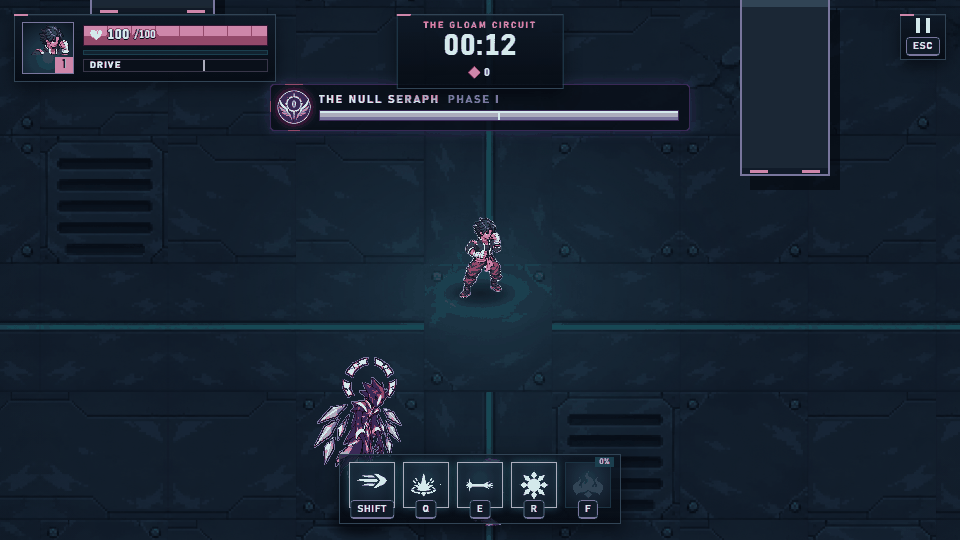 100 /100
1
DRIVE
THE GLOAM CIRCUIT
00:12
0
ESC
THE NULL SERAPH PHASE I
0%
SHIFT
Q
E
R
F